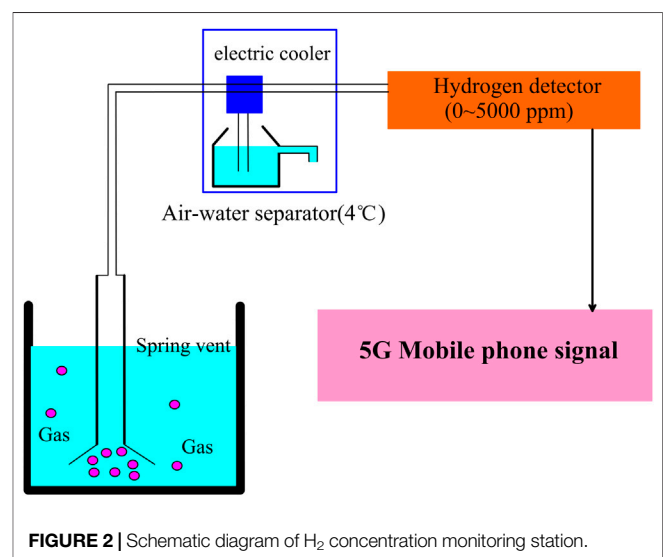 electric cooler
Hydrogen detector
(0~5000 ppm)
Air-water separator(4℃)
Spring vent
5G Mobile phone signal
Gas
Gas
FIGURE 2 | Schematic diagram of H₂ concentration monitoring station.